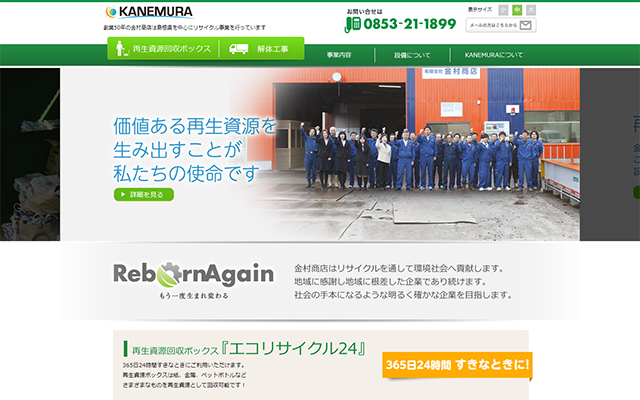 KANEMURA
創業50年の金村商店は島根県を中心にリサイクル事業を行っています
お問い合せは
0853-21-1899
表示サイズ 小 中 大
メールの方はこちらから
再生資源回収ボックス
解体工事
事業内容
設備について
KANEMURAについて
有限会社 金村商店
価値ある再生資源を
生み出すことが
私たちの使命です
詳細を見る
RebornAgain
もう一度生まれ変わる
金村商店はリサイクルを通して環境社会へ貢献します。
地域に感謝し地域に根差した企業であり続けます。
社会の手本になるような明るく確かな企業を目指します。
再生資源回収ボックス『エコリサイクル24』
365日24時間すきなときにご利用いただけます。
再生資源ボックスは紙、金属、ペットボトルなど
さまざまなものを再生資源として回収可能です！
365日24時間 すきなときに!